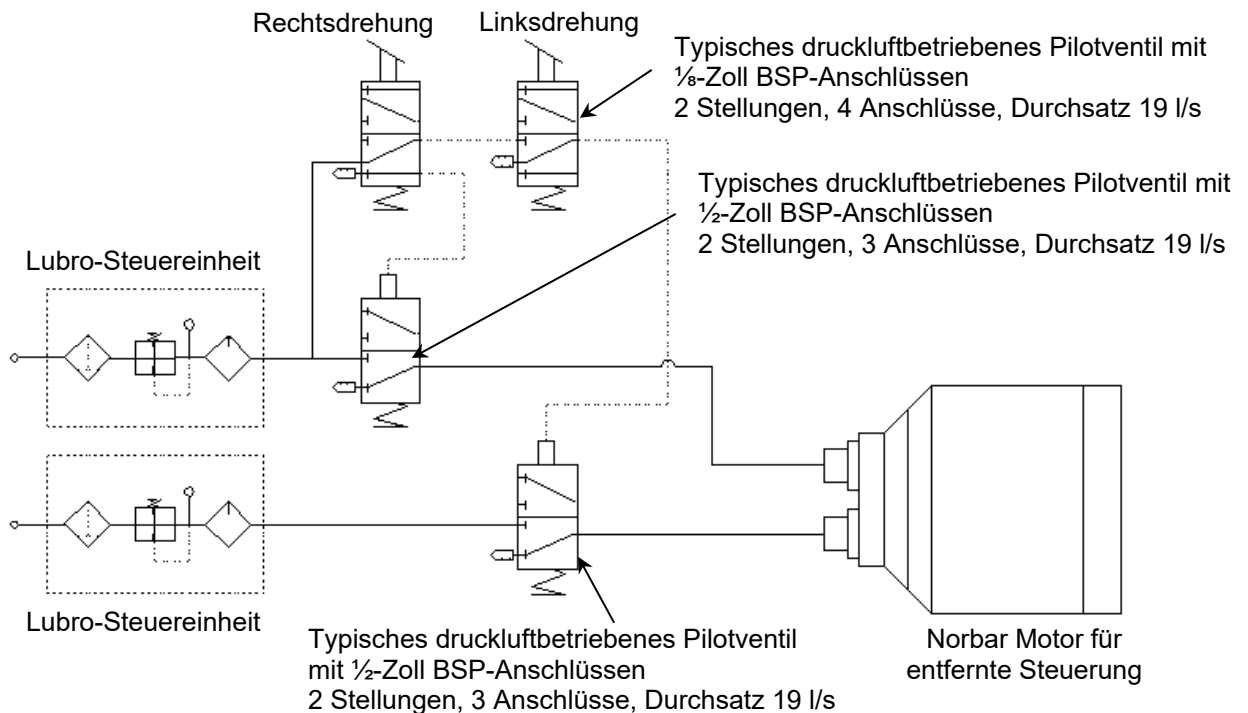 Rechtsdrehung
Linksdrehung
Typisches druckluftbetriebenes Pilotventil mit
⅛-Zoll BSP-Anschlüssen
2 Stellungen, 4 Anschlüsse, Durchsatz 19 l/s
Typisches druckluftbetriebenes Pilotventil mit
½-Zoll BSP-Anschlüssen
2 Stellungen, 3 Anschlüsse, Durchsatz 19 l/s
Lubro-Steuereinheit
Lubro-Steuereinheit
Typisches druckluftbetriebenes Pilotventil
mit ½-Zoll BSP-Anschlüssen
2 Stellungen, 3 Anschlüsse, Durchsatz 19 l/s
Norbar Motor für
entfernte Steuerung